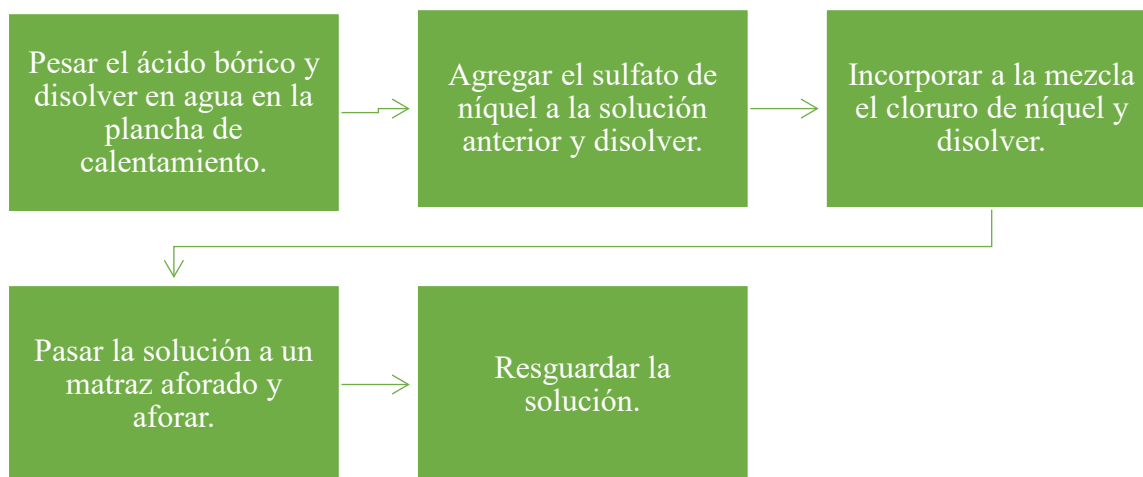 Pesar el ácido bórico y
disolver en agua en la
plancha de
calentamiento.
Agregar el sulfato de
níquel a la solución
anterior y disolver.
Incorporar a la mezcla
el cloruro de níquel y
disolver.
Pasar la solución a un
matraz aforado y
aforar.
Resguardar la
solución.